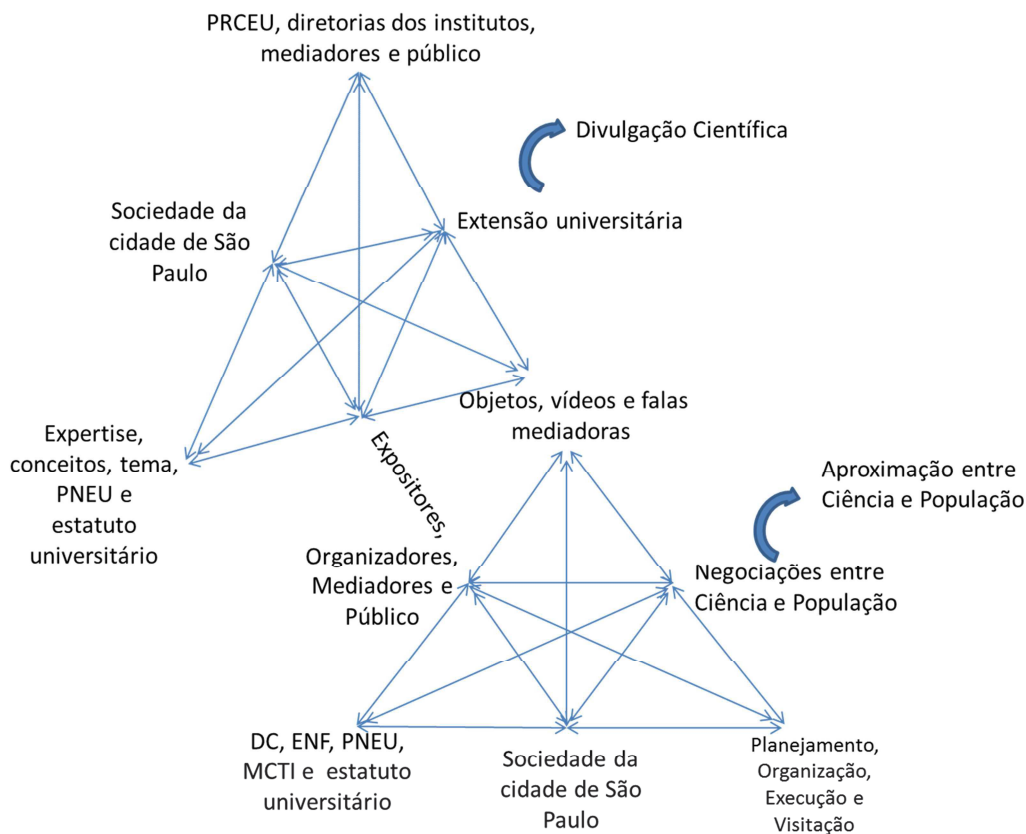 PRCEU, diretorias dos institutos,
mediadores e público
Divulgação Científica
Sociedade da
cidade de São
Paulo
Extensão universitária
Objetos, vídeos e falas
mediadoras
Expertise,
conceitos, tema,
PNEU e
estatuto
universitário
Expositores,
Organizadores,
Mediadores e
Público
Aproximação entre
Ciência e População
Negociações entre
Ciência e População
DC, ENF, PNEU,
MCTI e estatuto
universitário
Sociedade da
cidade de São
Paulo
Planejamento,
Organização,
Execução e
Visitação